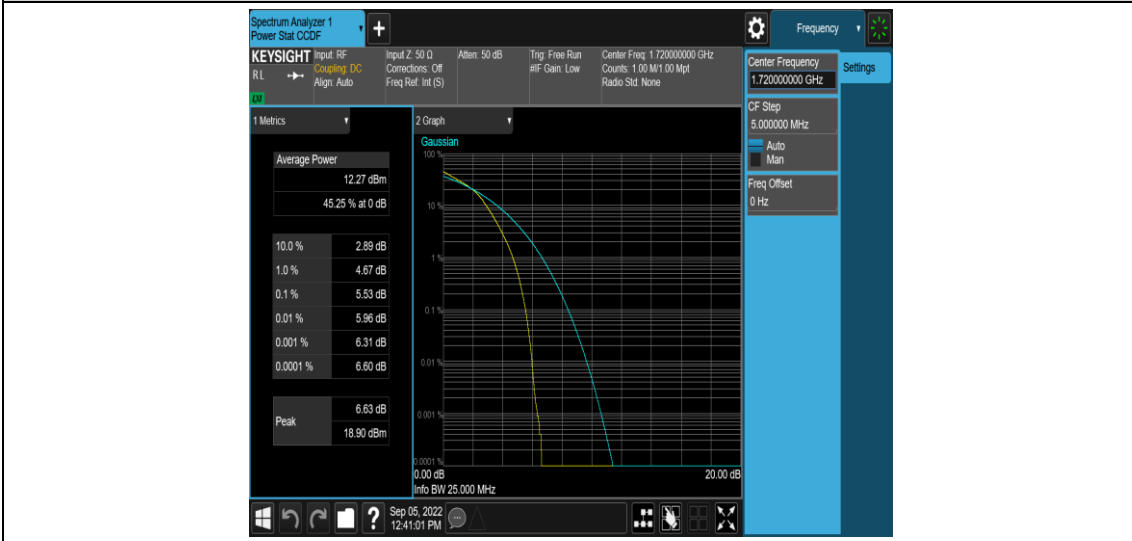 Spectrum Analyzer 1
Power Stat CCDF
+
Frequency
KEYSIGHT
RL
LXI
Input: RF
Coupling: DC
Align: Auto
Input Z: 50 Ω
Corrections: Off
Freq Ref: Int (S)
Atten: 50 dB
Trig: Free Run
#IF Gain: Low
Center Freq: 1.720000000 GHz
Counts: 1.00 M/1.00 Mpt
Radio Std: None
Center Frequency
1.720000000 GHz
Settings
CF Step
5.000000 MHz
Auto
Man
Freq Offset
0 Hz
1 Metrics
Average Power
12.27 dBm
45.25 % at 0 dB
10.0 % 2.89 dB
1.0 % 4.67 dB
0.1 % 5.53 dB
0.01 % 5.96 dB
0.001 % 6.31 dB
0.0001 % 6.60 dB
Peak
6.63 dB
18.90 dBm
2 Graph
Gaussian
100 %
10 %
1 %
0.1 %
0.01 %
0.001 %
0.0001 %
0.00 dB 20.00 dB
Info BW 25.000 MHz
?
Sep 05, 2022
12:41:01 PM